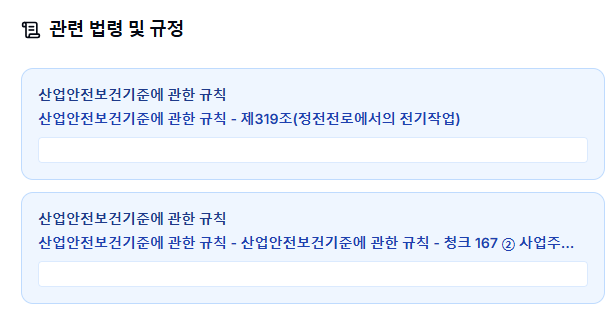 관련 법령 및 규정
산업안전보건기준에 관한 규칙
산업안전보건기준에 관한 규칙 - 제319조(정전전로에서의 전기작업)
산업안전보건기준에 관한 규칙
산업안전보건기준에 관한 규칙 - 산업안전보건기준에 관한 규칙 - 청크 167 ② 사업주...